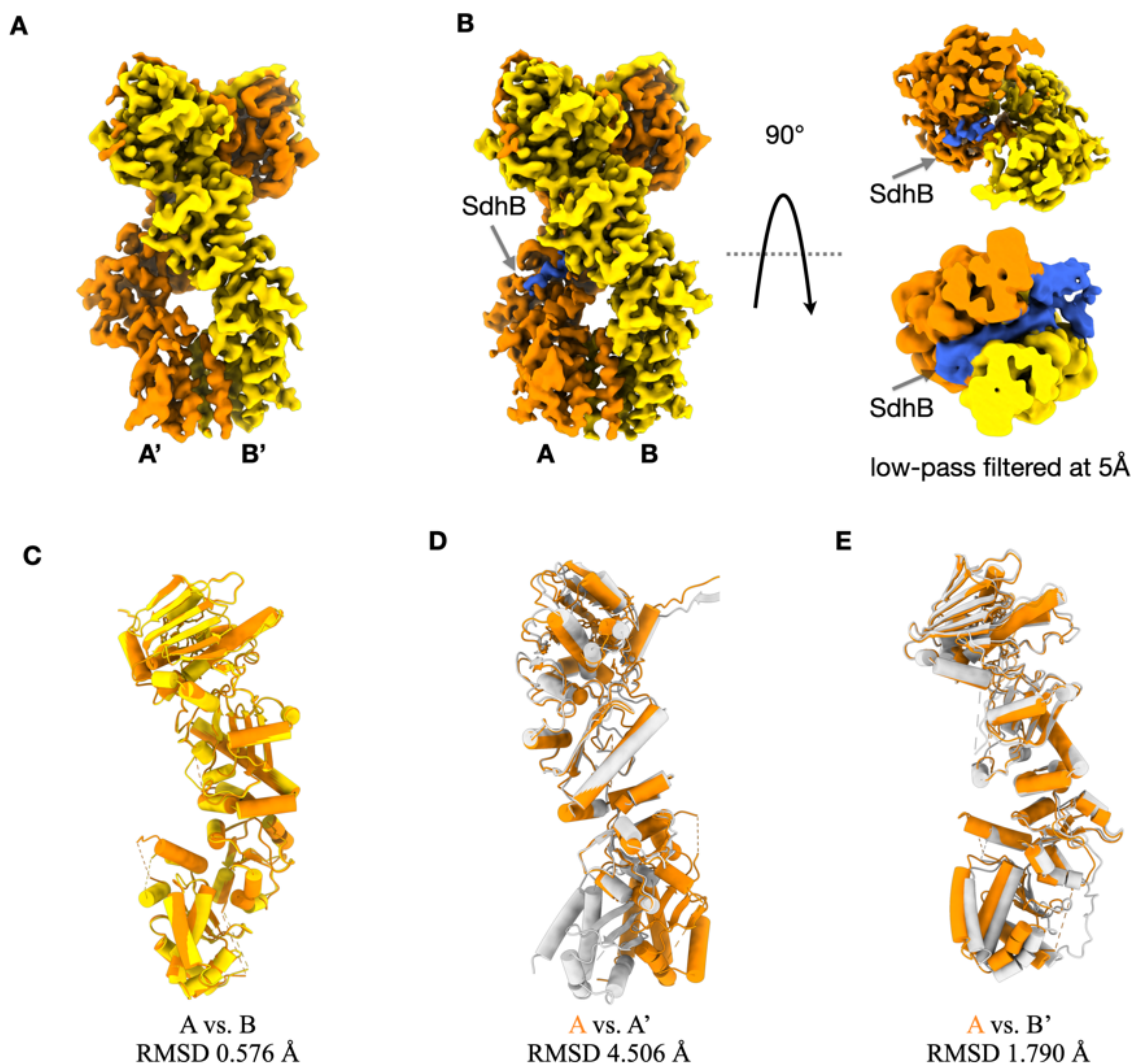 A
B
90°
SdhB
SdhB
SdhB
A’ B’
A B
low-pass filtered at 5Å
C
D
E
A vs. B
RMSD 0.576 Å
A vs. A’
RMSD 4.506 Å
A vs. B’
RMSD 1.790 Å